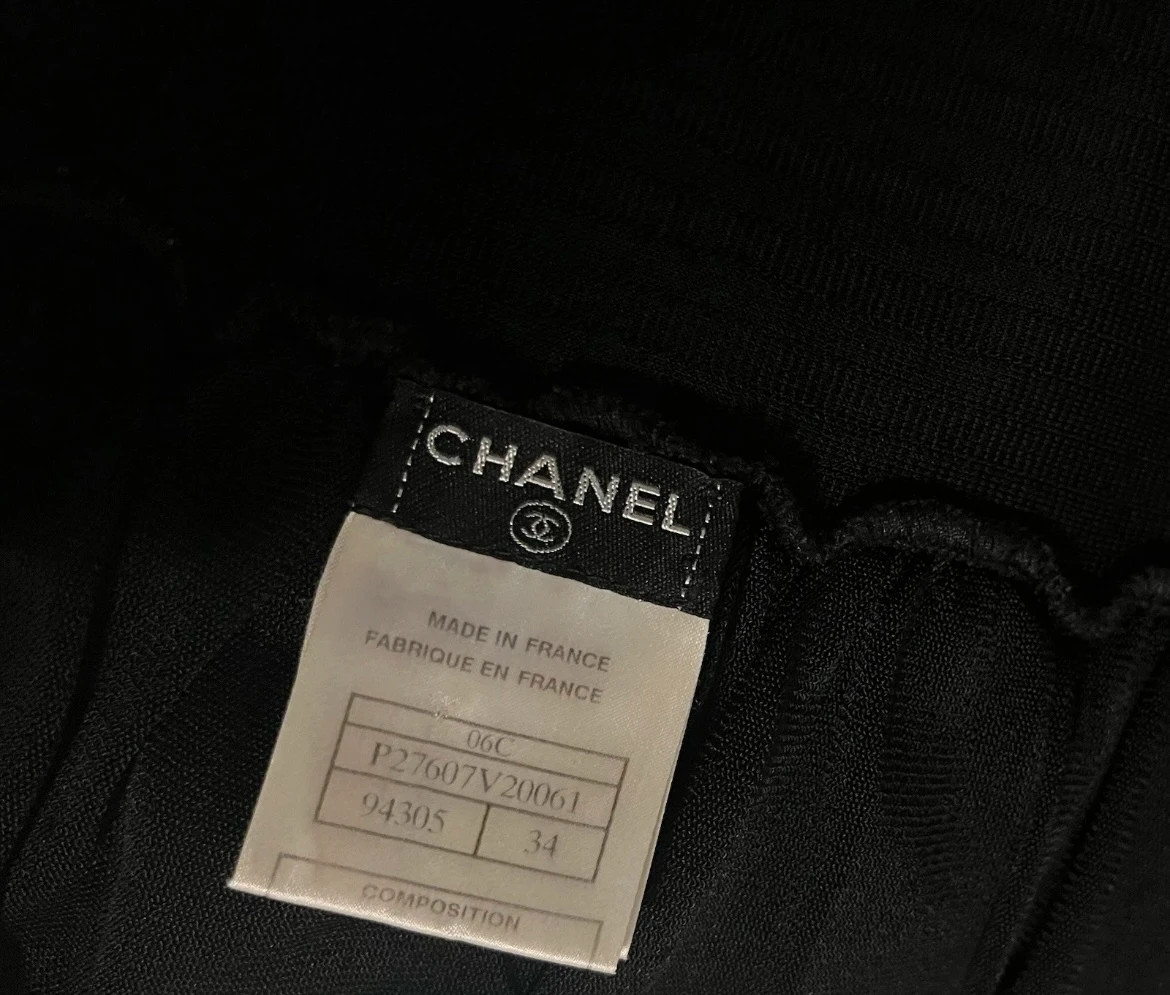 CHANEL
MADE IN FRANCE
FABRIQUE EN FRANCE
06C
P27607V20061
94305 34
COMPOSITION